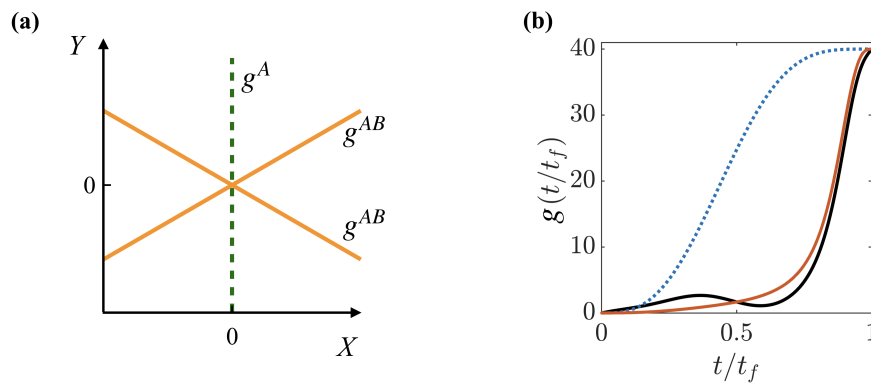 (a)
Y
g^A
g^{AB}
0
g^{AB}
0
X
(b)
40
30
20
10
0
g(t/t_f)
0
0.5
1
t/t_f